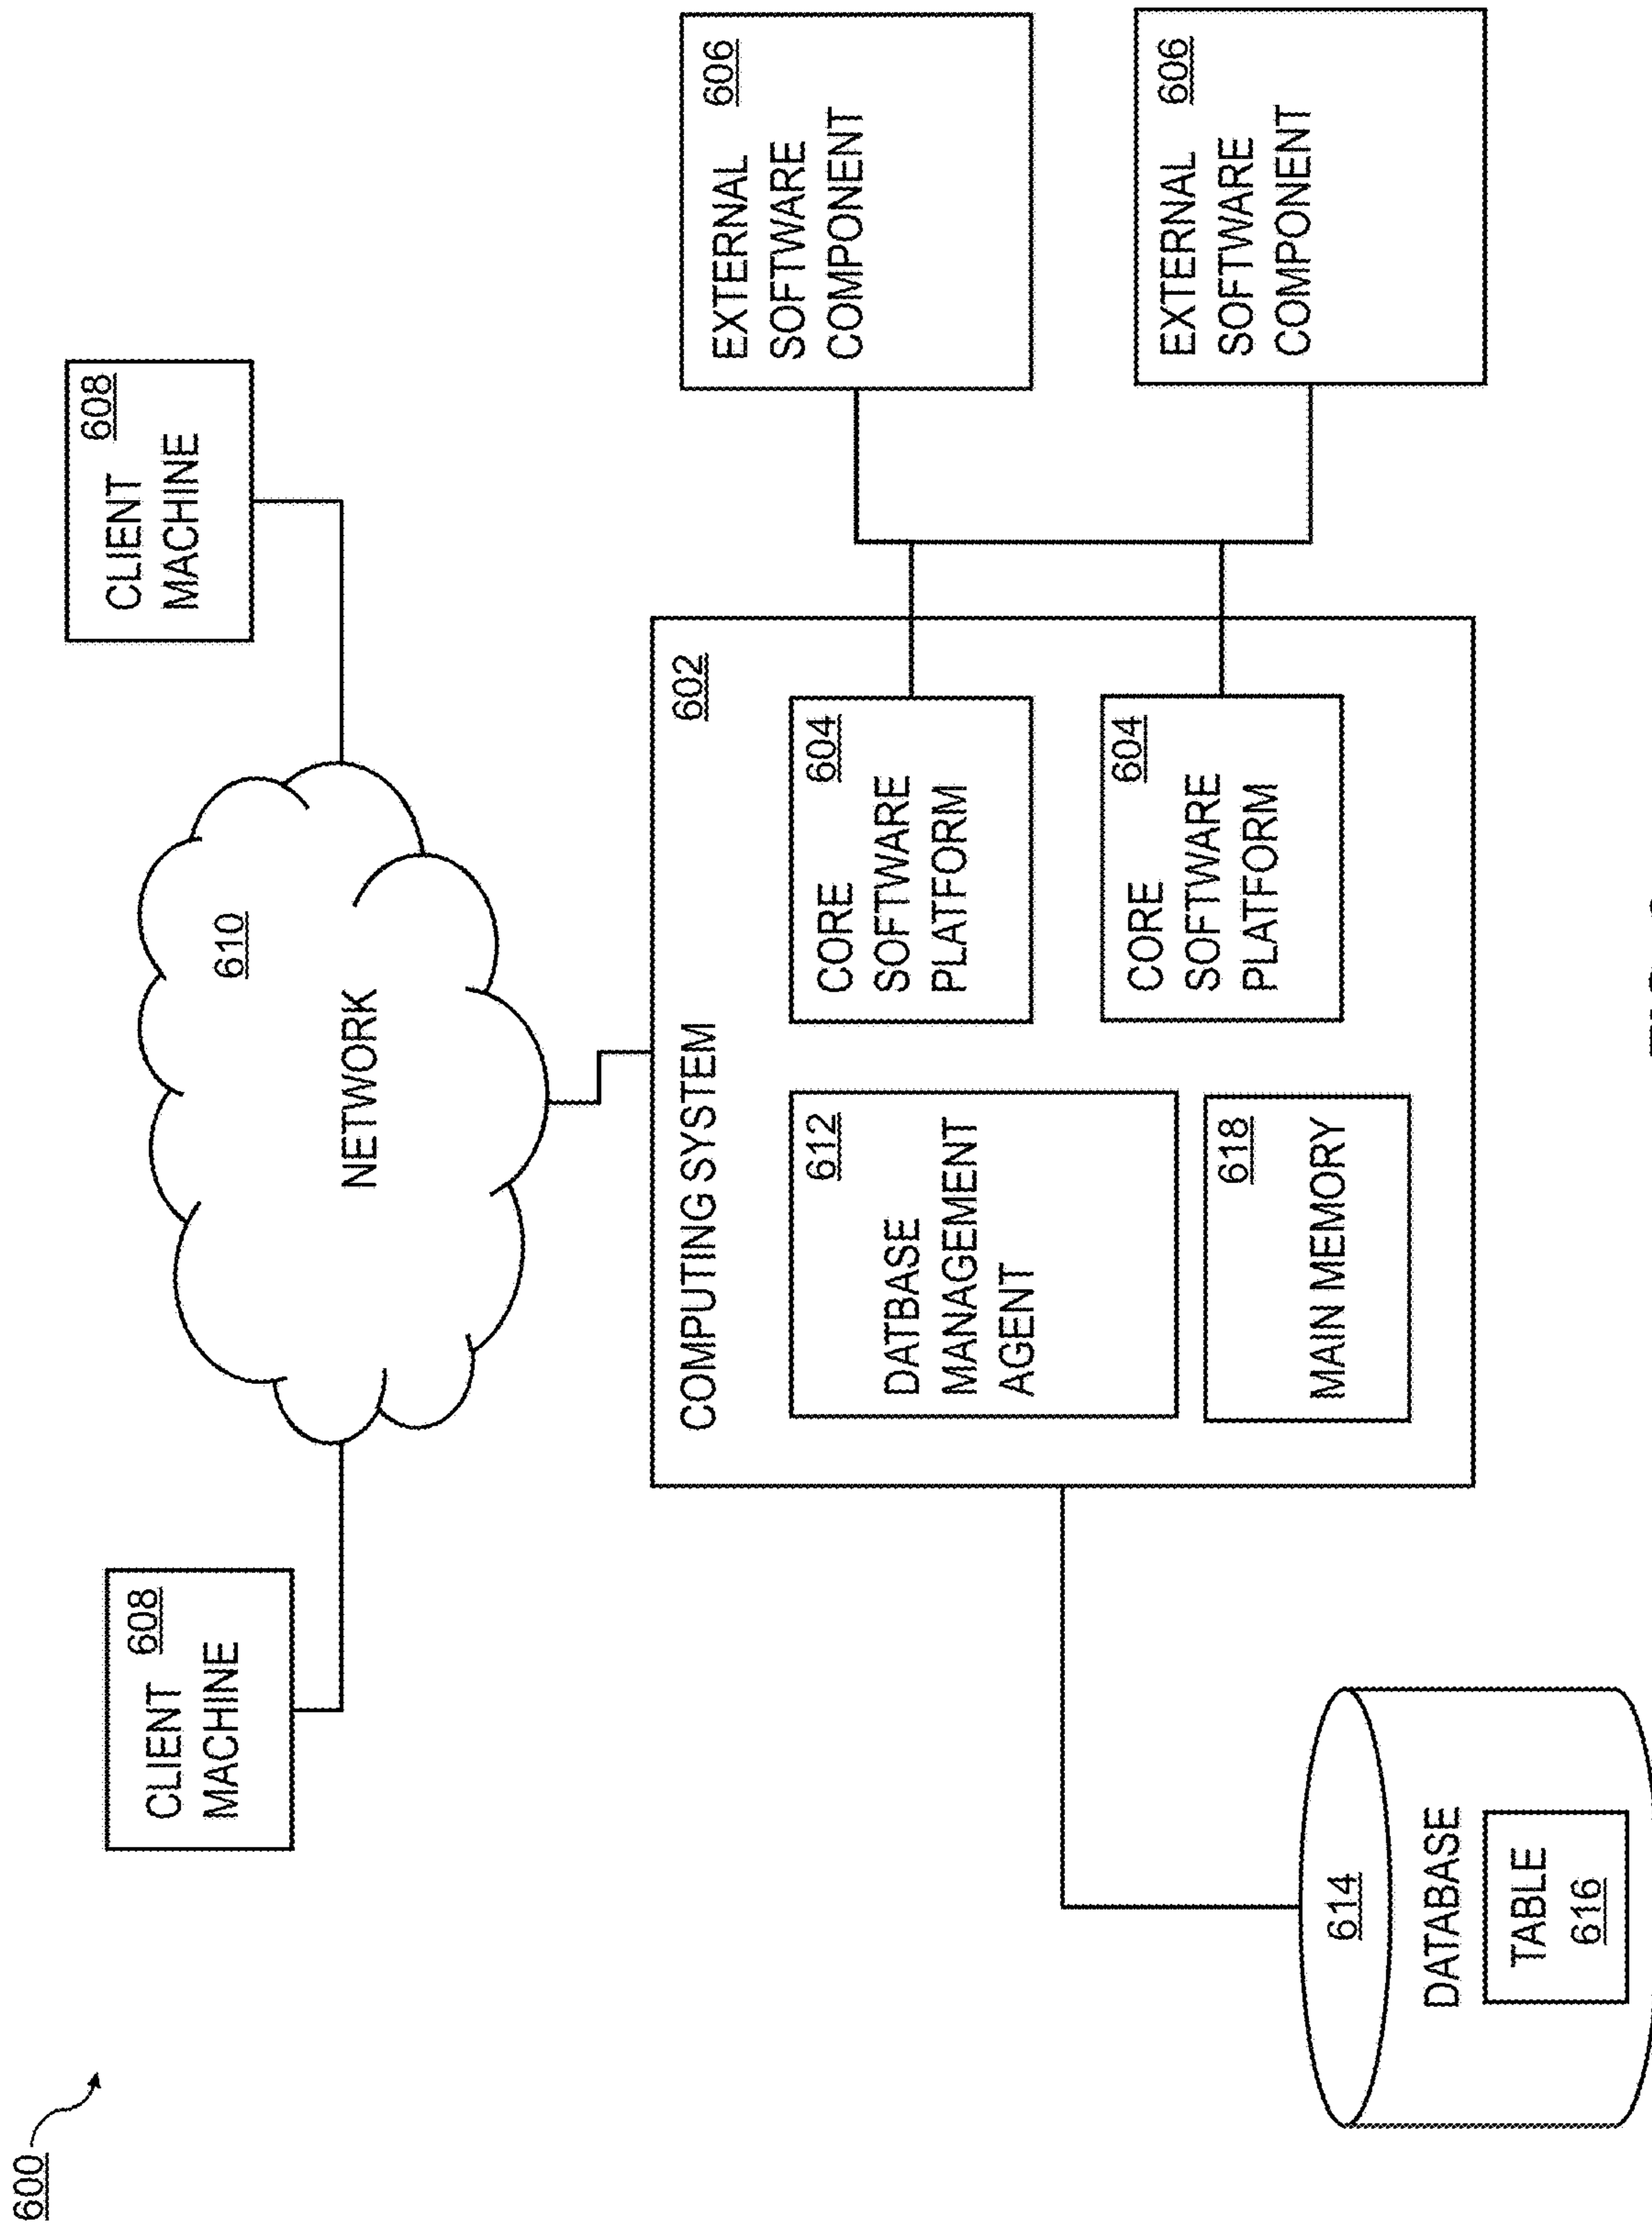 600
608
CLIENT
MACHINE
608
CLIENT
MACHINE
610
NETWORK
COMPUTING SYSTEM
602
612
DATBASE
MANAGEMENT
AGENT
618
MAIN MEMORY
604
CORE
SOFTWARE
PLATFORM
604
CORE
SOFTWARE
PLATFORM
606
EXTERNAL
SOFTWARE
COMPONENT
606
EXTERNAL
SOFTWARE
COMPONENT
614
DATABASE
TABLE
616